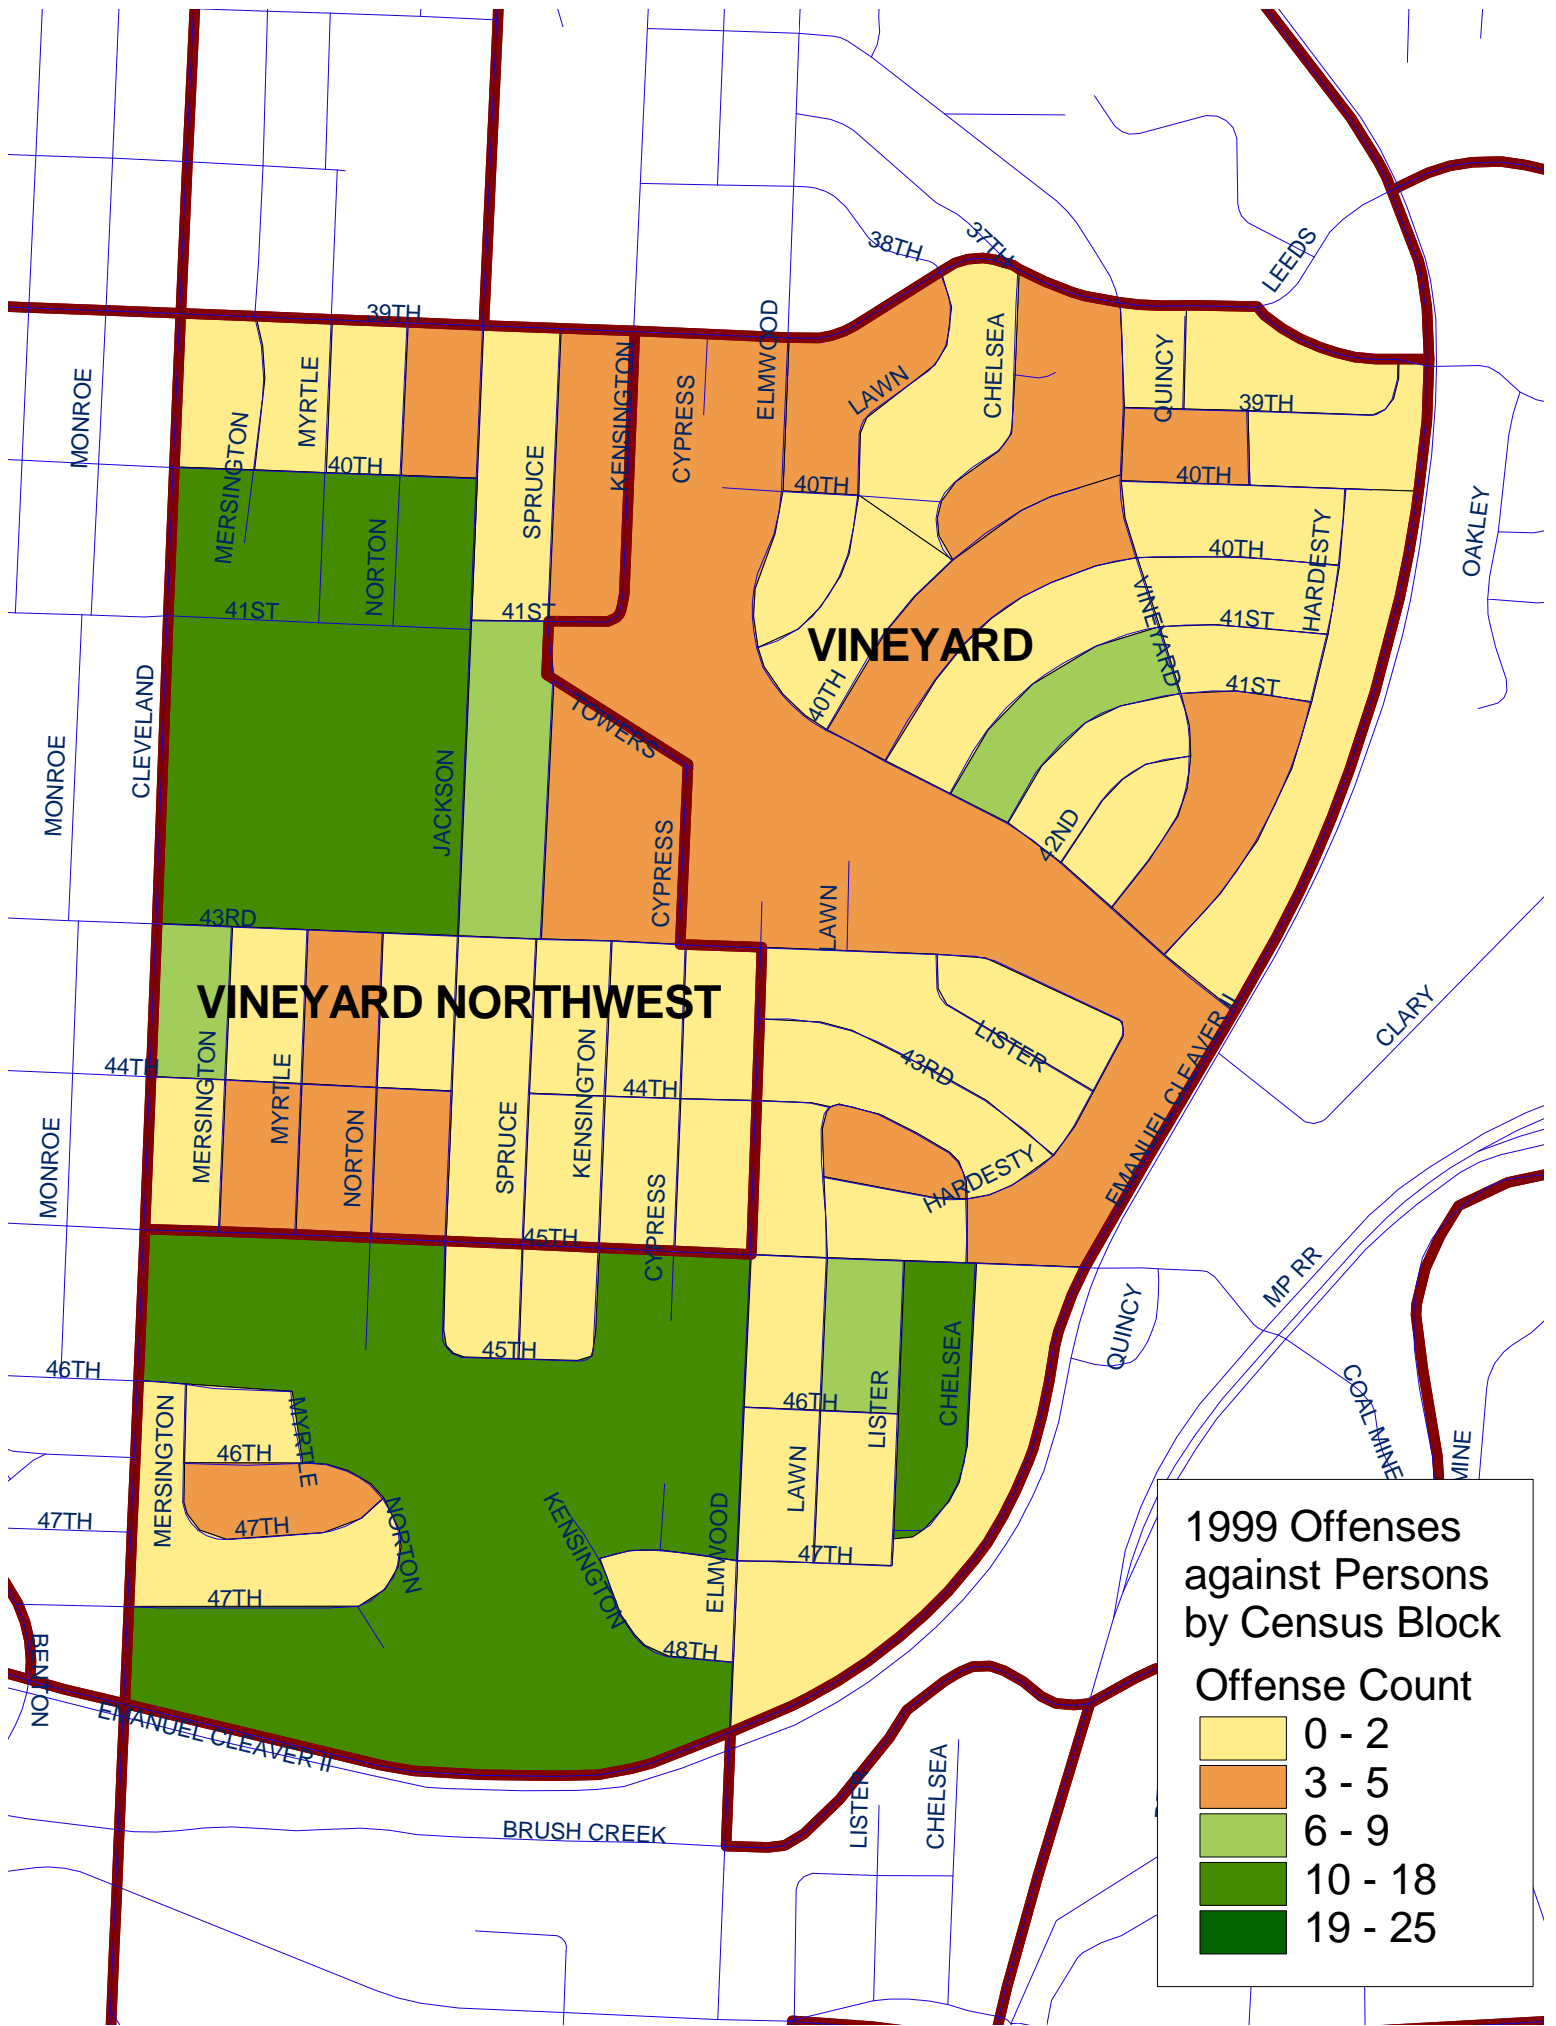 37TH
38TH
LEEDS
39TH
ELMWOOD
CHELSEA
KENSINGTON
QUINCY
MYRTLE
MONROE
LAWN
CYPRESS
39TH
MERSINGTON
40TH
SPRUCE
40TH
40TH
OAKLEY
NORTON
HARDESTY
40TH
41ST
41ST
VINEYARD
41ST
VINEYARD
41ST
CLEVELAND
40TH
TOWERS
MONROE
JACKSON
42ND
CYPRESS
LAWN
43RD
VINEYARD NORTHWEST
CLARY
LISTER
43RD
EMANUEL CLEAVER II
44TH
MERSINGTON
MYRTLE
KENSINGTON
44TH
MONROE
NORTON
SPRUCE
HARDESTY
CYPRESS
45TH
MP RR
QUINCY
45TH
46TH
CHELSEA
COAL MINE
MINE
MERSINGTON
MYRTLE
46TH
LISTER
46TH
LAWN
47TH
47TH
NORTON
KENSINGTON
ELMWOOD
47TH
47TH
48TH
BENTON
EMANUEL CLEAVER II
BRUSH CREEK
LISTER
CHELSEA
1999 Offenses
against Persons
by Census Block
Offense Count
0 - 2
3 - 5
6 - 9
10 - 18
19 - 25